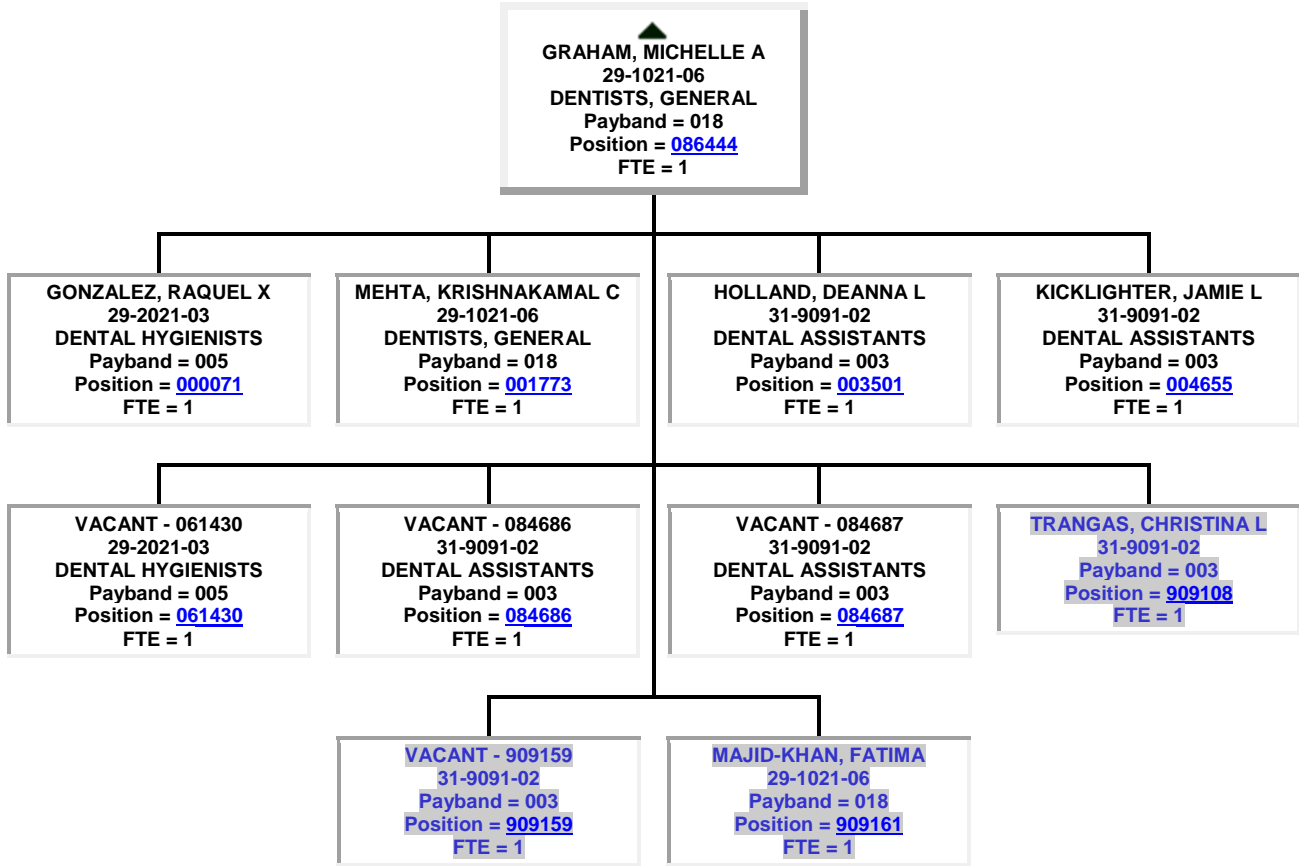 GRAHAM, MICHELLE A
29-1021-06
DENTISTS, GENERAL
Payband = 018
Position = 086444
FTE = 1
GONZALEZ, RAQUEL X
29-2021-03
DENTAL HYGIENISTS
Payband = 005
Position = 000071
FTE = 1
MEHTA, KRISHNAKAMAL C
29-1021-06
DENTISTS, GENERAL
Payband = 018
Position = 001773
FTE = 1
HOLLAND, DEANNA L
31-9091-02
DENTAL ASSISTANTS
Payband = 003
Position = 003501
FTE = 1
KICKLIGHTER, JAMIE L
31-9091-02
DENTAL ASSISTANTS
Payband = 003
Position = 004655
FTE = 1
VACANT - 061430
29-2021-03
DENTAL HYGIENISTS
Payband = 005
Position = 061430
FTE = 1
VACANT - 084686
31-9091-02
DENTAL ASSISTANTS
Payband = 003
Position = 084686
FTE = 1
VACANT - 084687
31-9091-02
DENTAL ASSISTANTS
Payband = 003
Position = 084687
FTE = 1
TRANGAS, CHRISTINA L
31-9091-02
Payband = 003
Position = 909108
FTE = 1
VACANT - 909159
31-9091-02
Payband = 003
Position = 909159
FTE = 1
MAJID-KHAN, FATIMA
29-1021-06
Payband = 018
Position = 909161
FTE = 1